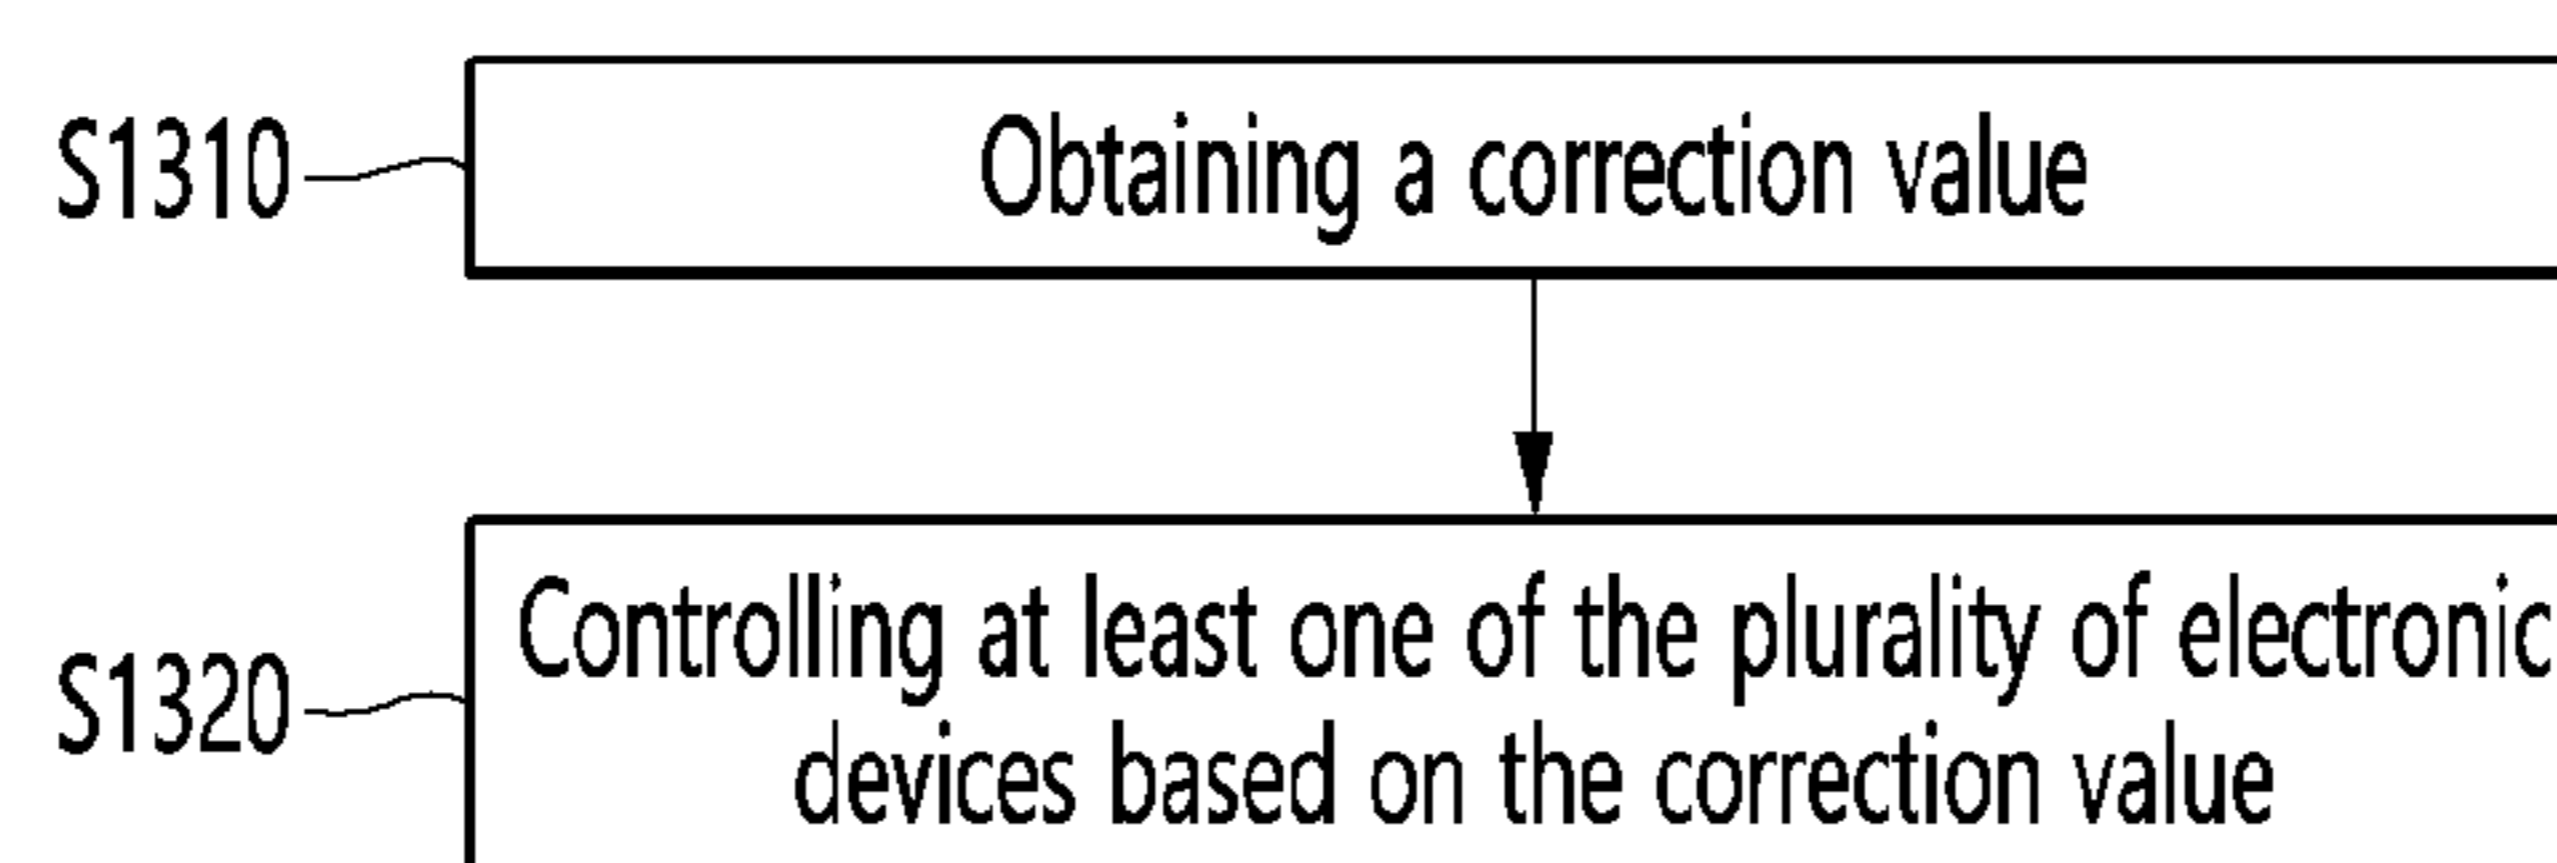 S1310
Obtaining a correction value
S1320
Controlling at least one of the plurality of electronic
devices based on the correction value